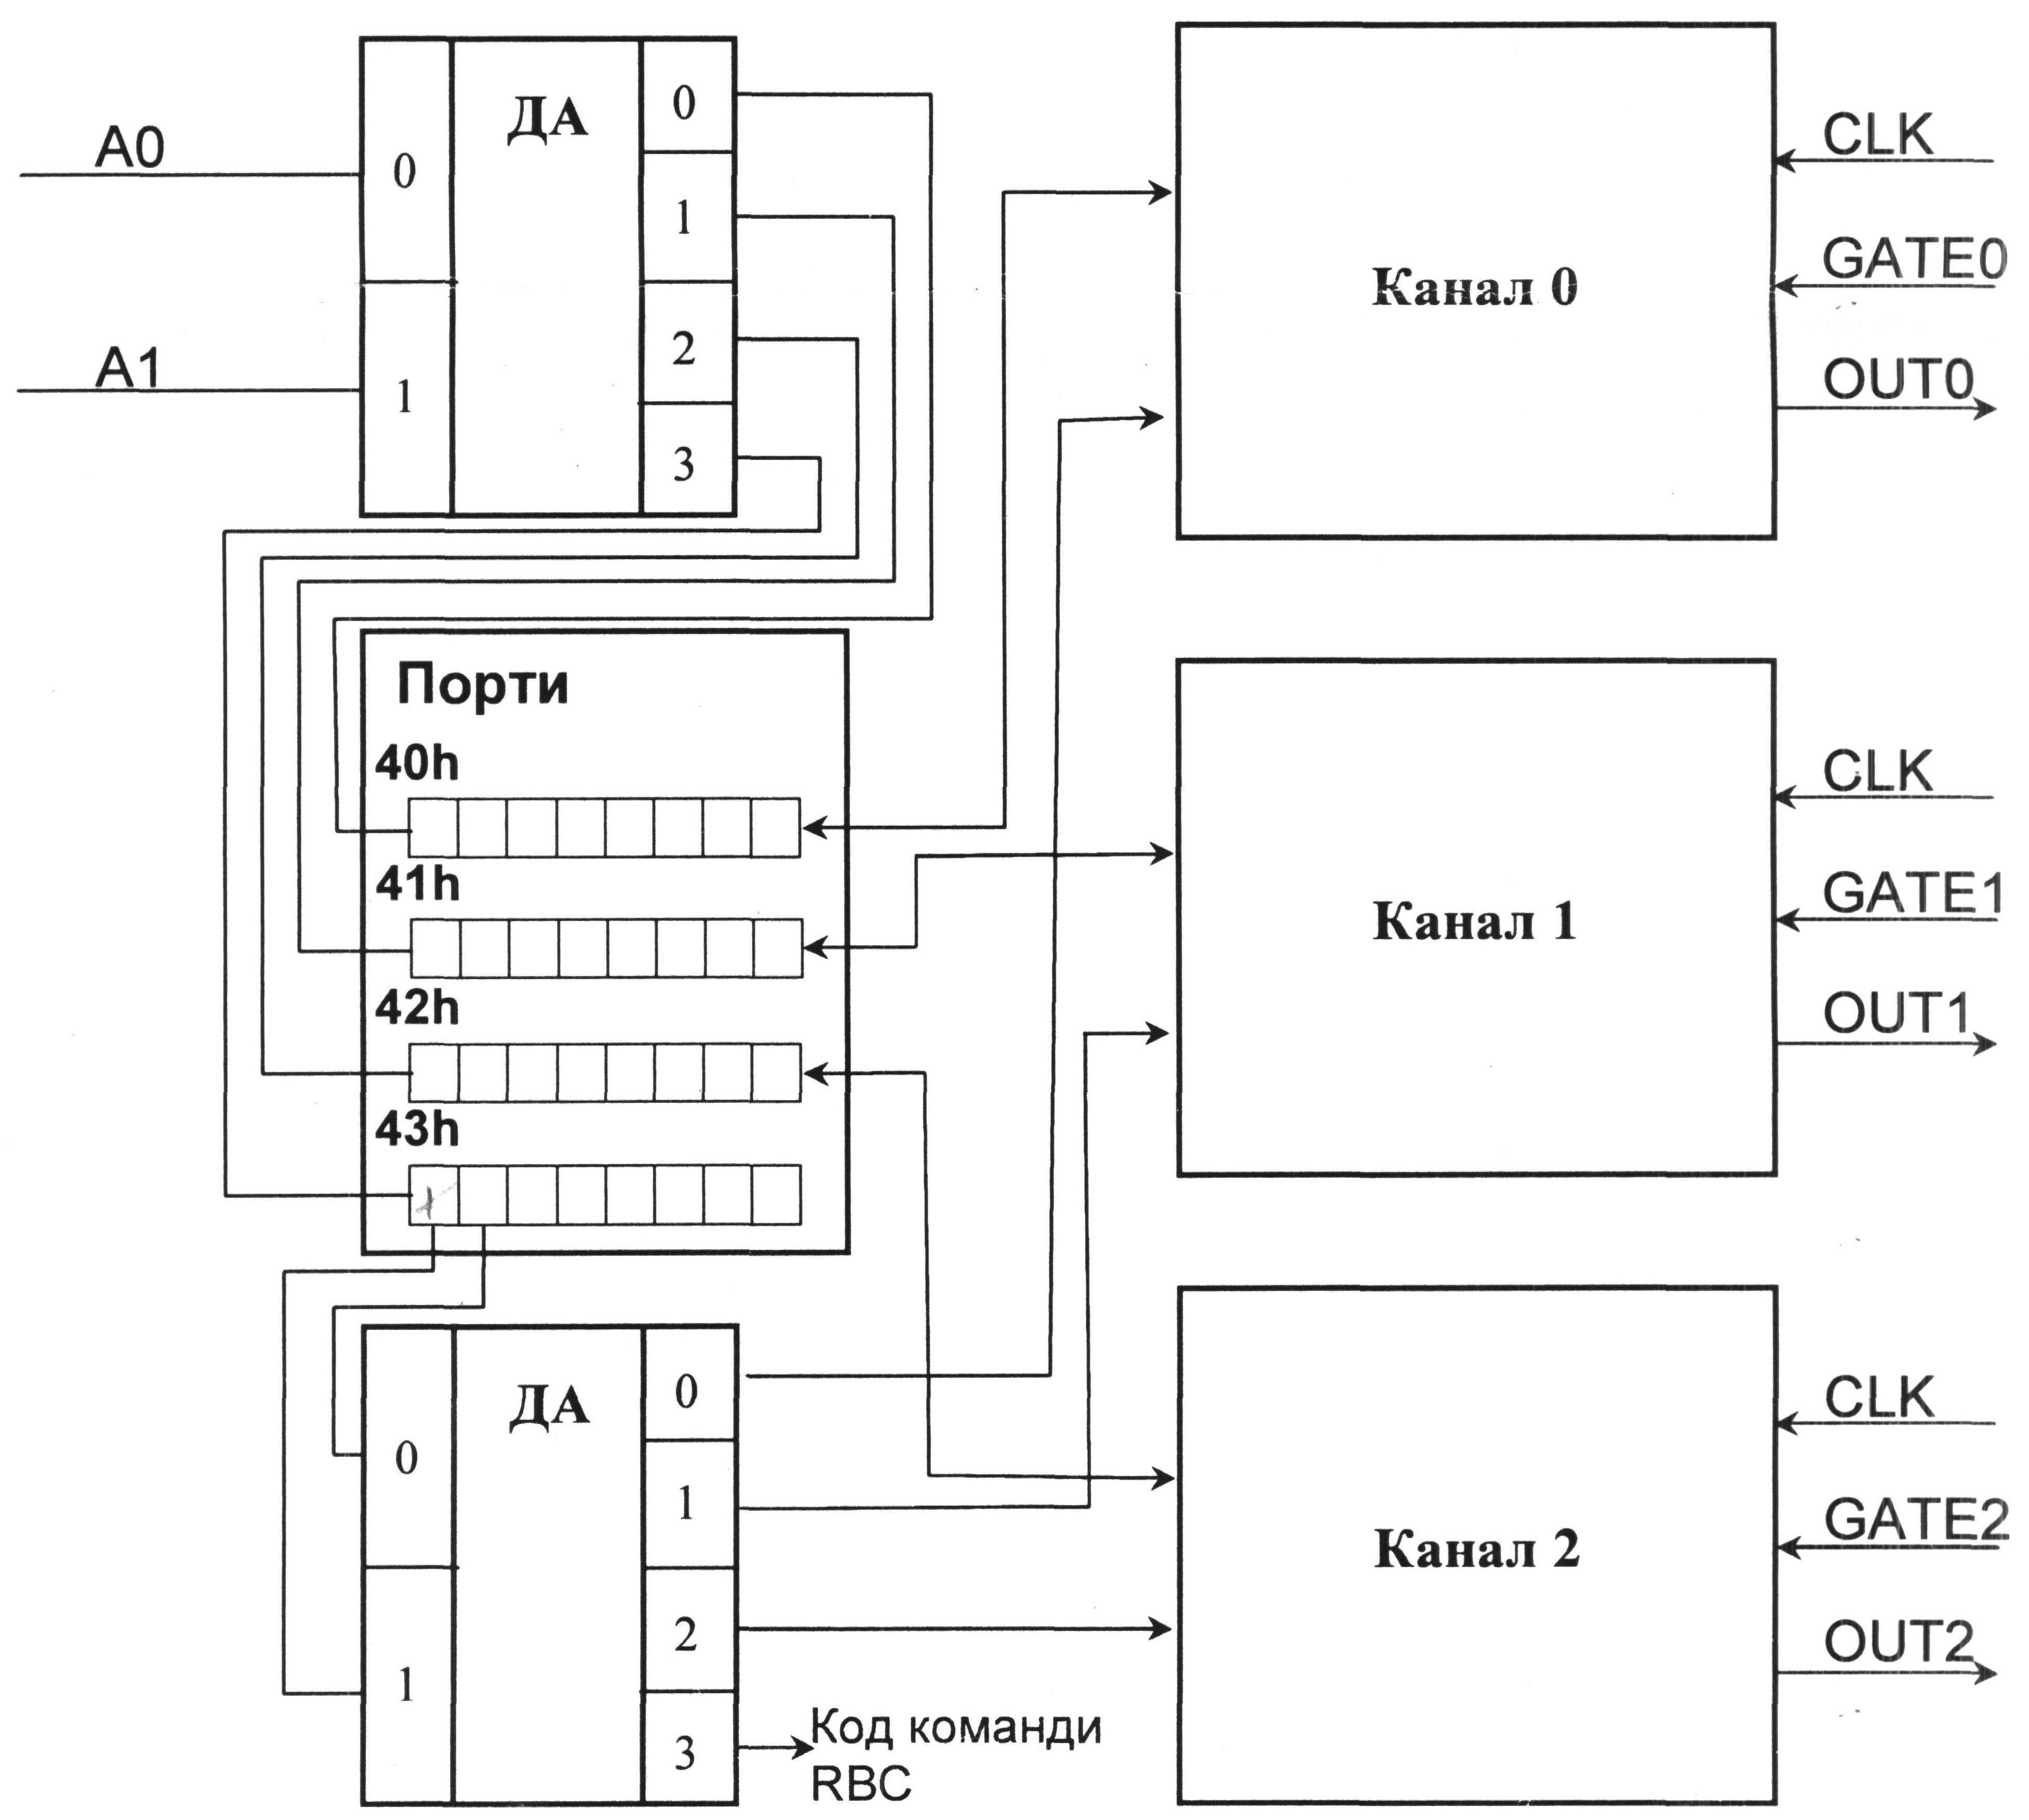 A0
A1
0
1
ДА
0
1
2
3
Порти
40h
41h
42h
43h
0
1
ДА
0
1
2
3
Код команди
RBC
Канал 0
CLK
GATE0
OUT0
Канал 1
CLK
GATE1
OUT1
Канал 2
CLK
GATE2
OUT2